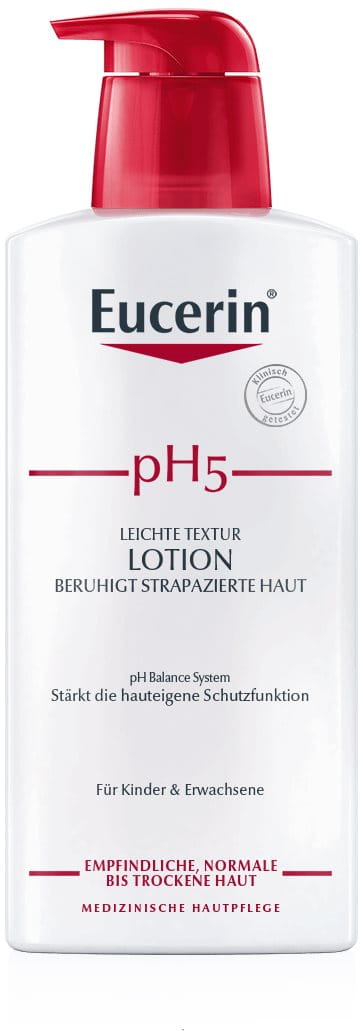 Eucerin®
Klinisch
Eucerin
getestet
pH5
LEICHTE TEXTUR
LOTION
BERUHIGT STRAPAZIERTE HAUT
pH Balance System
Stärkt die hauteigene Schutzfunktion
Für Kinder & Erwachsene
EMPFINDLICHE, NORMALE
BIS TROCKENE HAUT
MEDIZINISCHE HAUTPFLEGE